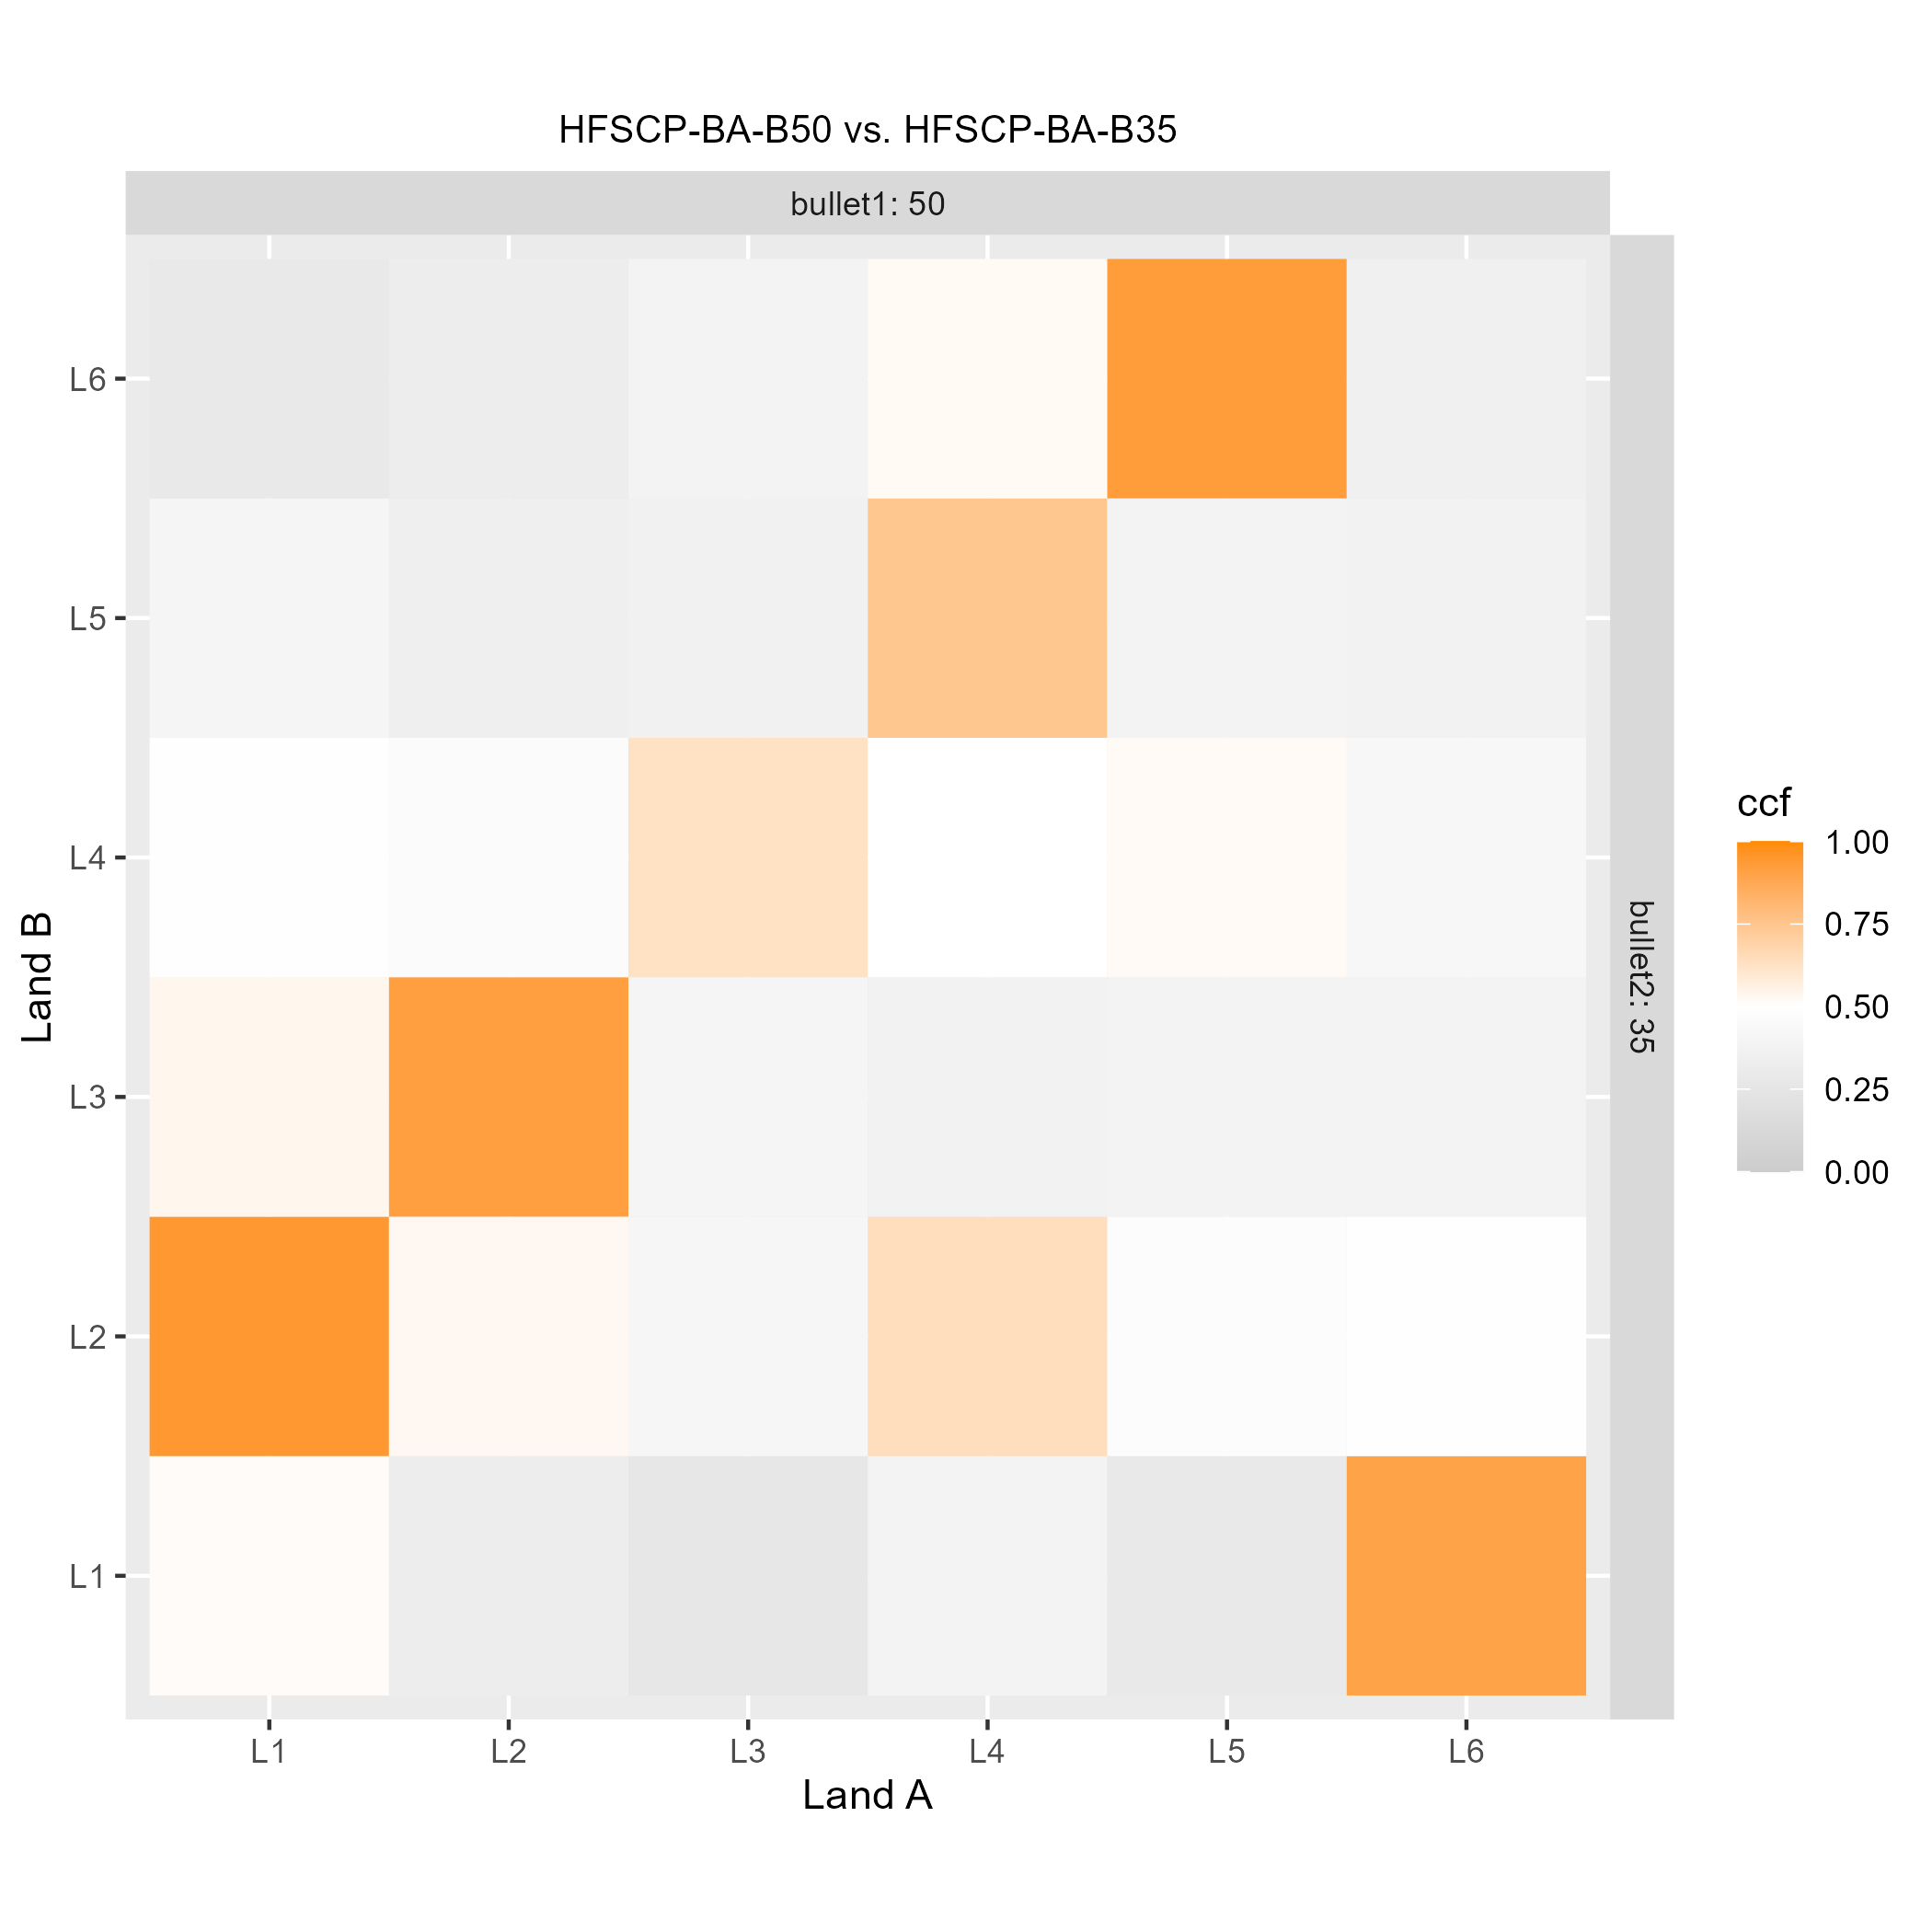 HFSCP-BA-B50 vs. HFSCP-BA-B35
bullet1: 50
L6
L5
L4
L3
L2
L1
Land B
bullet2: 35
L1 L2 L3 L4 L5 L6
Land A
ccf
1.00
0.75
0.50
0.25
0.00